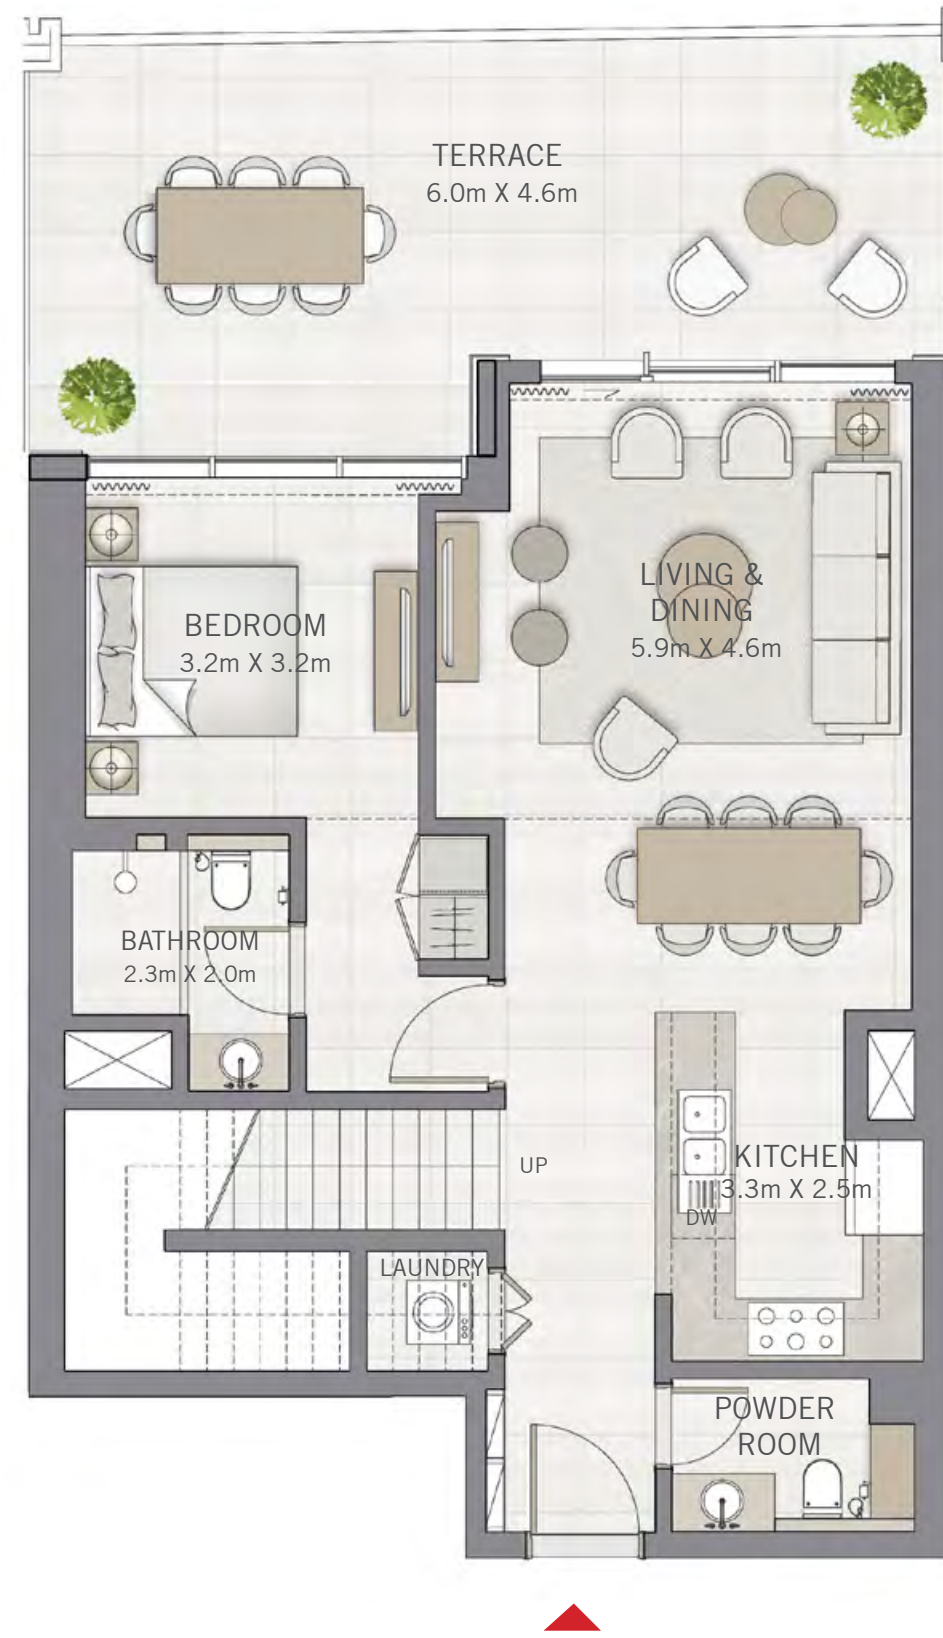 TERRACE
6.0m X 4.6m
LIVING &
DINING
5.9m X 4.6m
BEDROOM
3.2m X 3.2m
BATHROOM
2.3m X 2.0m
UP
KITCHEN
3.3m X 2.5m
DW
LAUNDRY
POWDER
ROOM